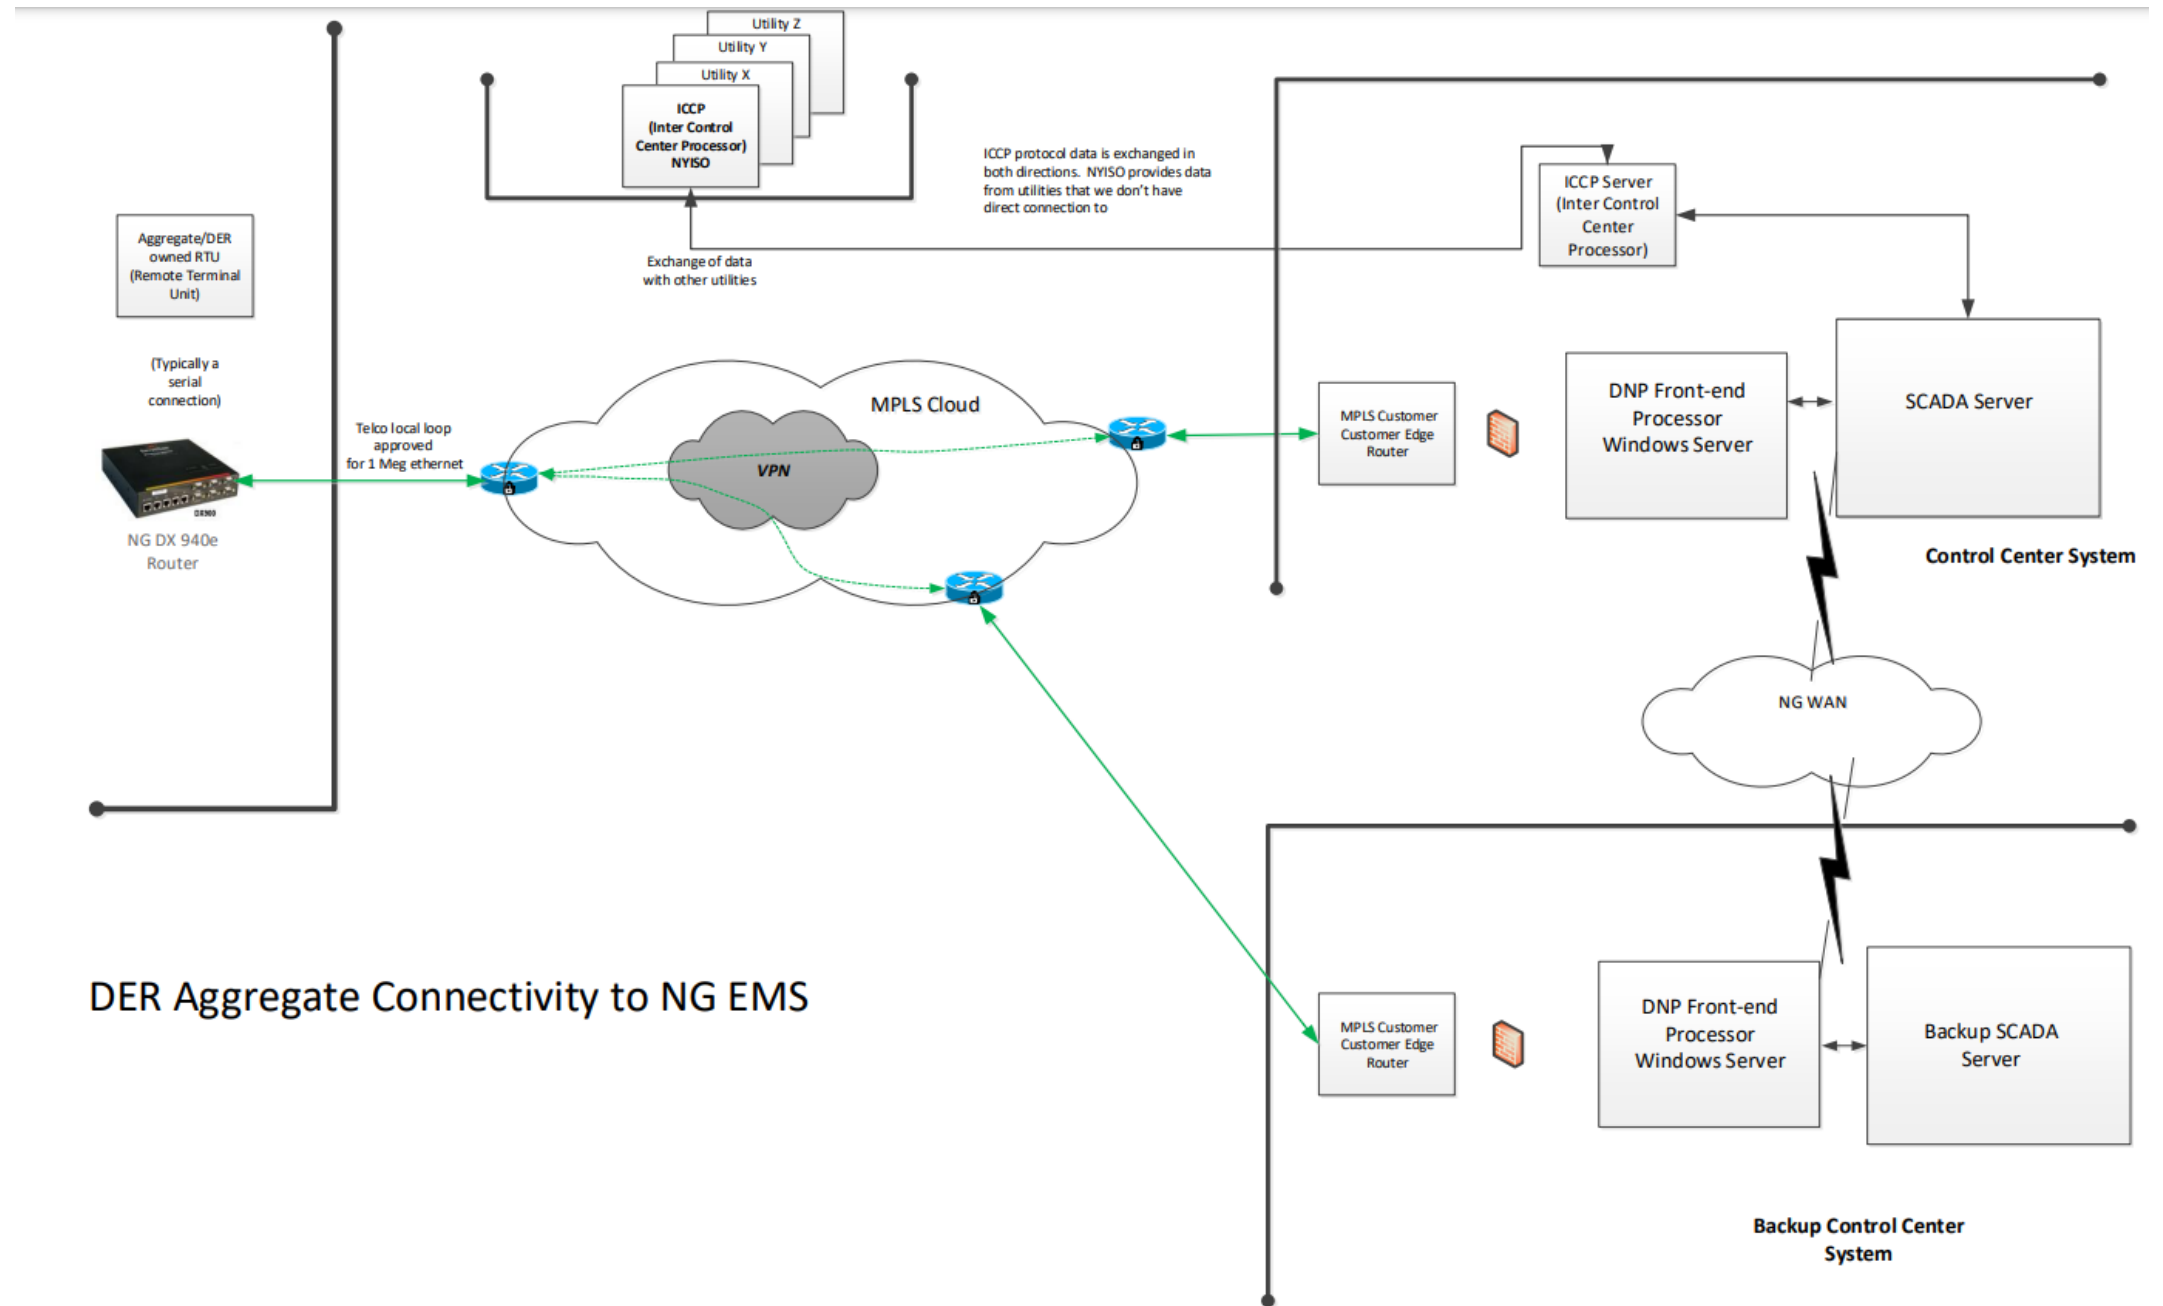 Utility Z
Utility Y
Utility X
ICCP
(Inter Control
Center Processor)
NYISO
ICCP protocol data is exchanged in
both directions.  NYISO provides data
from utilities that we don't have
direct connection to
ICCP Server
(Inter Control
Center
Processor)
Aggregate/DER
owned RTU
(Remote Terminal
Unit)
Exchange of data
with other utilities
(Typically a
serial
connection)
Telco local loop
approved
for 1 Meg ethernet
MPLS Cloud
VPN
MPLS Customer
Customer Edge
Router
DNP Front-end
Processor
Windows Server
SCADA Server
DX900
NG DX 940e
Router
Control Center System
NG WAN
DER Aggregate Connectivity to NG EMS
MPLS Customer
Customer Edge
Router
DNP Front-end
Processor
Windows Server
Backup SCADA
Server
Backup Control Center
System